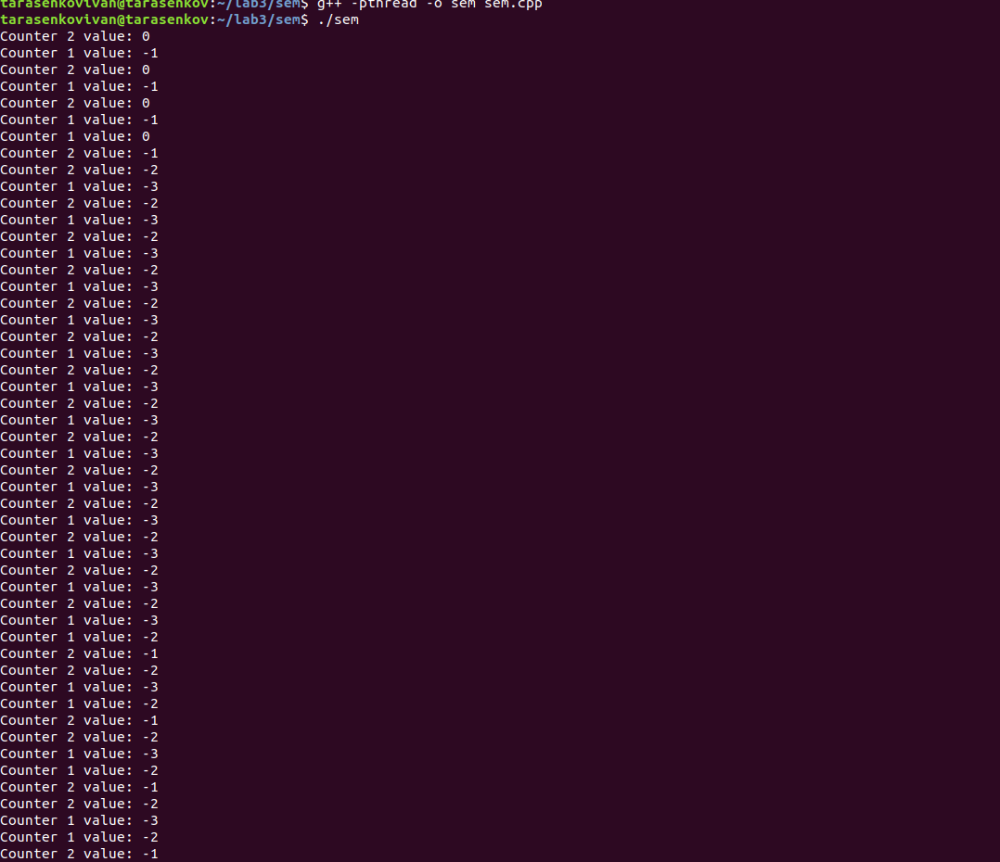 tarasenkovivan@tarasenkov:~/lab3/sem$ g++ -pthread -o sem sem.cpp
tarasenkovivan@tarasenkov:~/lab3/sem$ ./sem
Counter 2 value: 0
Counter 1 value: -1
Counter 2 value: 0
Counter 1 value: -1
Counter 2 value: 0
Counter 1 value: -1
Counter 1 value: 0
Counter 2 value: -1
Counter 2 value: -2
Counter 1 value: -3
Counter 2 value: -2
Counter 1 value: -3
Counter 2 value: -2
Counter 1 value: -3
Counter 2 value: -2
Counter 1 value: -3
Counter 2 value: -2
Counter 1 value: -3
Counter 2 value: -2
Counter 1 value: -3
Counter 2 value: -2
Counter 1 value: -3
Counter 2 value: -2
Counter 1 value: -3
Counter 2 value: -2
Counter 1 value: -3
Counter 2 value: -2
Counter 1 value: -3
Counter 2 value: -2
Counter 1 value: -3
Counter 2 value: -2
Counter 1 value: -3
Counter 2 value: -2
Counter 1 value: -3
Counter 2 value: -2
Counter 1 value: -3
Counter 1 value: -2
Counter 2 value: -1
Counter 2 value: -2
Counter 1 value: -3
Counter 1 value: -2
Counter 2 value: -1
Counter 2 value: -2
Counter 1 value: -3
Counter 1 value: -2
Counter 2 value: -1
Counter 2 value: -2
Counter 1 value: -3
Counter 1 value: -2
Counter 2 value: -1